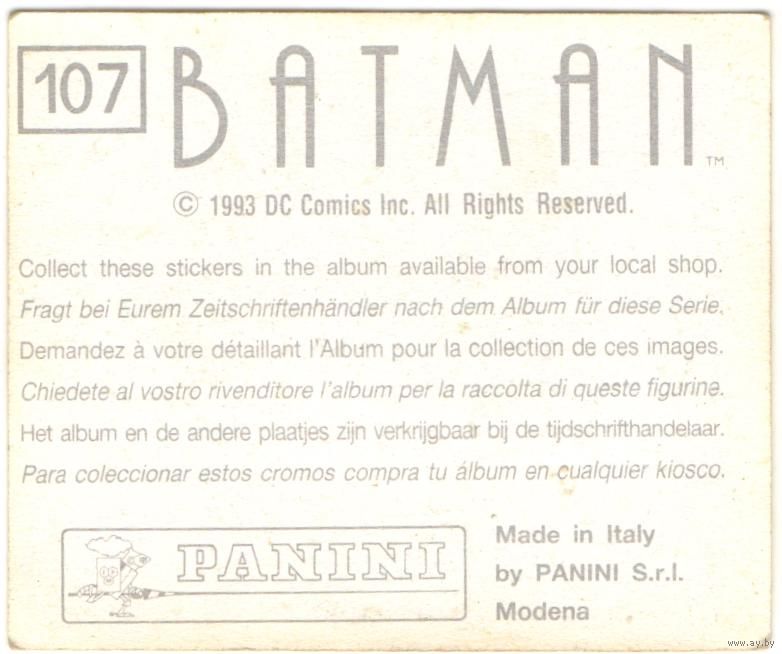 107
BATMAN™
© 1993 DC Comics Inc. All Rights Reserved.
Collect these stickers in the album available from your local shop.
Fragt bei Eurem Zeitschriftenhändler nach dem Album für diese Serie.
Demandez à votre détaillant l'Album pour la collection de ces images.
Chiedete al vostro rivenditore l'album per la raccolta di queste figurine.
Het album en de andere plaatjes zijn verkrijgbaar bij de tijdschrifthandelaar.
Para coleccionar estos cromos compra tu álbum en cualquier kiosco.
PANINI
Made in Italy
by PANINI S.r.l.
Modena
www.ay.by